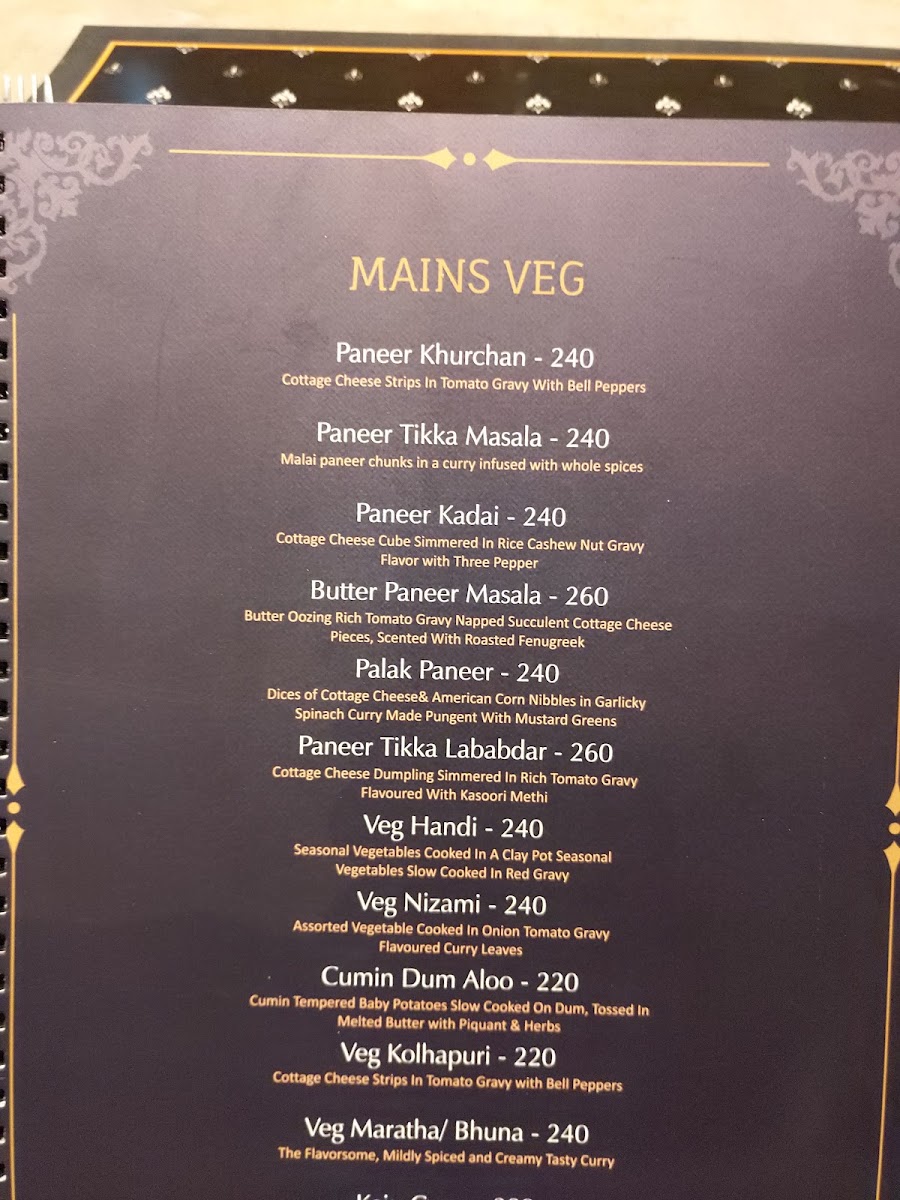 MAINS VEG
Paneer Khurchan - 240
Cottage Cheese Strips In Tomato Gravy With Bell Peppers
Paneer Tikka Masala - 240
Malai paneer chunks in a curry infused with whole spices
Paneer Kadai - 240
Cottage Cheese Cube Simmered In Rice Cashew Nut Gravy
Flavor with Three Pepper
Butter Paneer Masala - 260
Butter Oozing Rich Tomato Gravy Napped Succulent Cottage Cheese
Pieces, Scented With Roasted Fenugreek
Palak Paneer - 240
Dices of Cottage Cheese& American Corn Nibbles in Garlicky
Spinach Curry Made Pungent With Mustard Greens
Paneer Tikka Lababdar - 260
Cottage Cheese Dumpling Simmered In Rich Tomato Gravy
Flavoured With Kasoori Methi
Veg Handi - 240
Seasonal Vegetables Cooked In A Clay Pot Seasonal
Vegetables Slow Cooked In Red Gravy
Veg Nizami - 240
Assorted Vegetable Cooked In Onion Tomato Gravy
Flavoured Curry Leaves
Cumin Dum Aloo - 220
Cumin Tempered Baby Potatoes Slow Cooked On Dum, Tossed In
Melted Butter with Piquant & Herbs
Veg Kolhapuri - 220
Cottage Cheese Strips In Tomato Gravy with Bell Peppers
Veg Maratha/ Bhuna - 240
The Flavorsome, Mildly Spiced and Creamy Tasty Curry